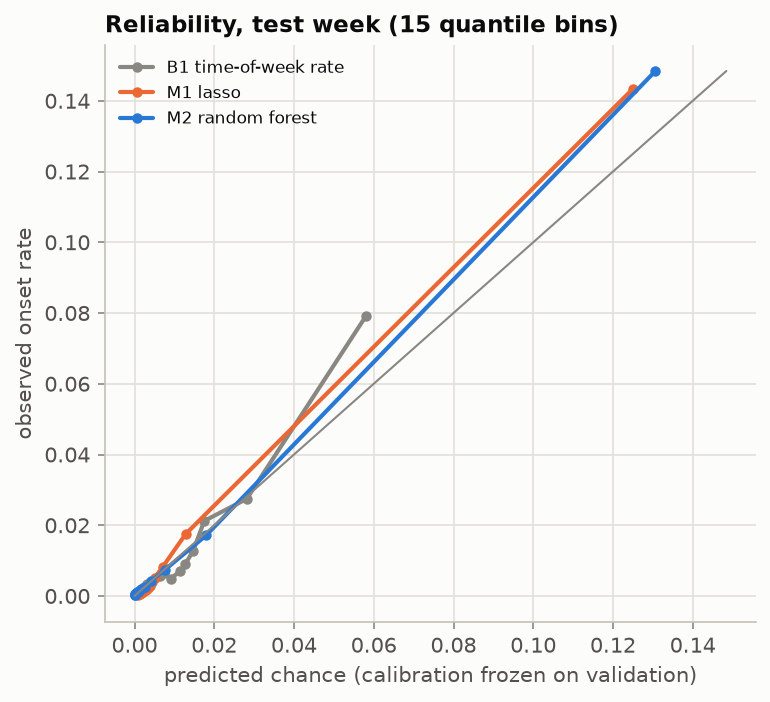 Reliability, test week (15 quantile bins)
B1 time-of-week rate
M1 lasso
M2 random forest
observed onset rate
0.14
0.12
0.10
0.08
0.06
0.04
0.02
0.00
0.00 0.02 0.04 0.06 0.08 0.10 0.12 0.14
predicted chance (calibration frozen on validation)